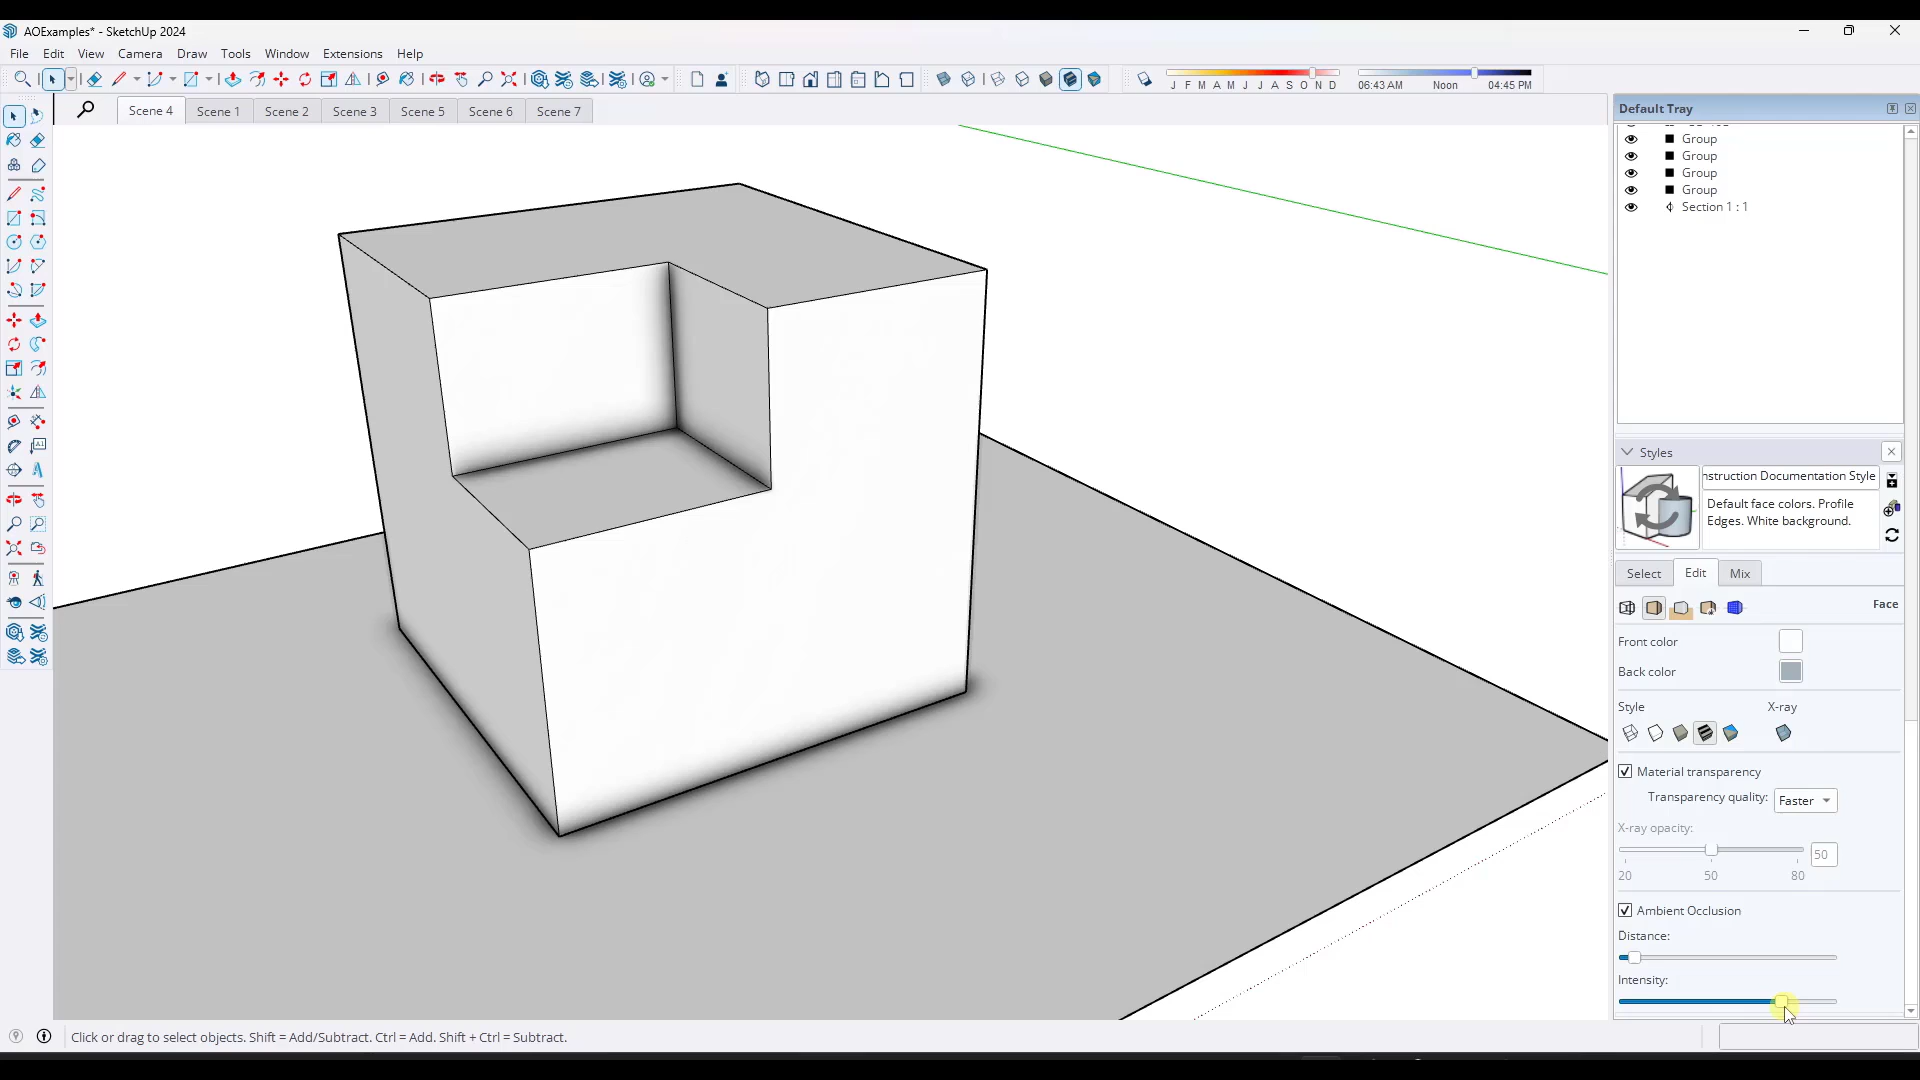 AOExamples* - SketchUp 2024
File Edit View Camera Draw Tools Window Extensions Help
J F M A M J J A S O N D
06:43 AM Noon 04:45 PM
Scene 4 Scene 1 Scene 2 Scene 3 Scene 5 Scene 6 Scene 7
Default Tray
Group
Group
Group
Group
Section 1 : 1
Styles
nstruction Documentation Style
Default face colors. Profile
Edges. White background.
Select Edit Mix
Face
Front color
Back color
Style X-ray
Material transparency
Transparency quality: Faster
X-ray opacity:
50
20 50 80
Ambient Occlusion
Distance:
Intensity:
Click or drag to select objects. Shift = Add/Subtract. Ctrl = Add. Shift + Ctrl = Subtract.